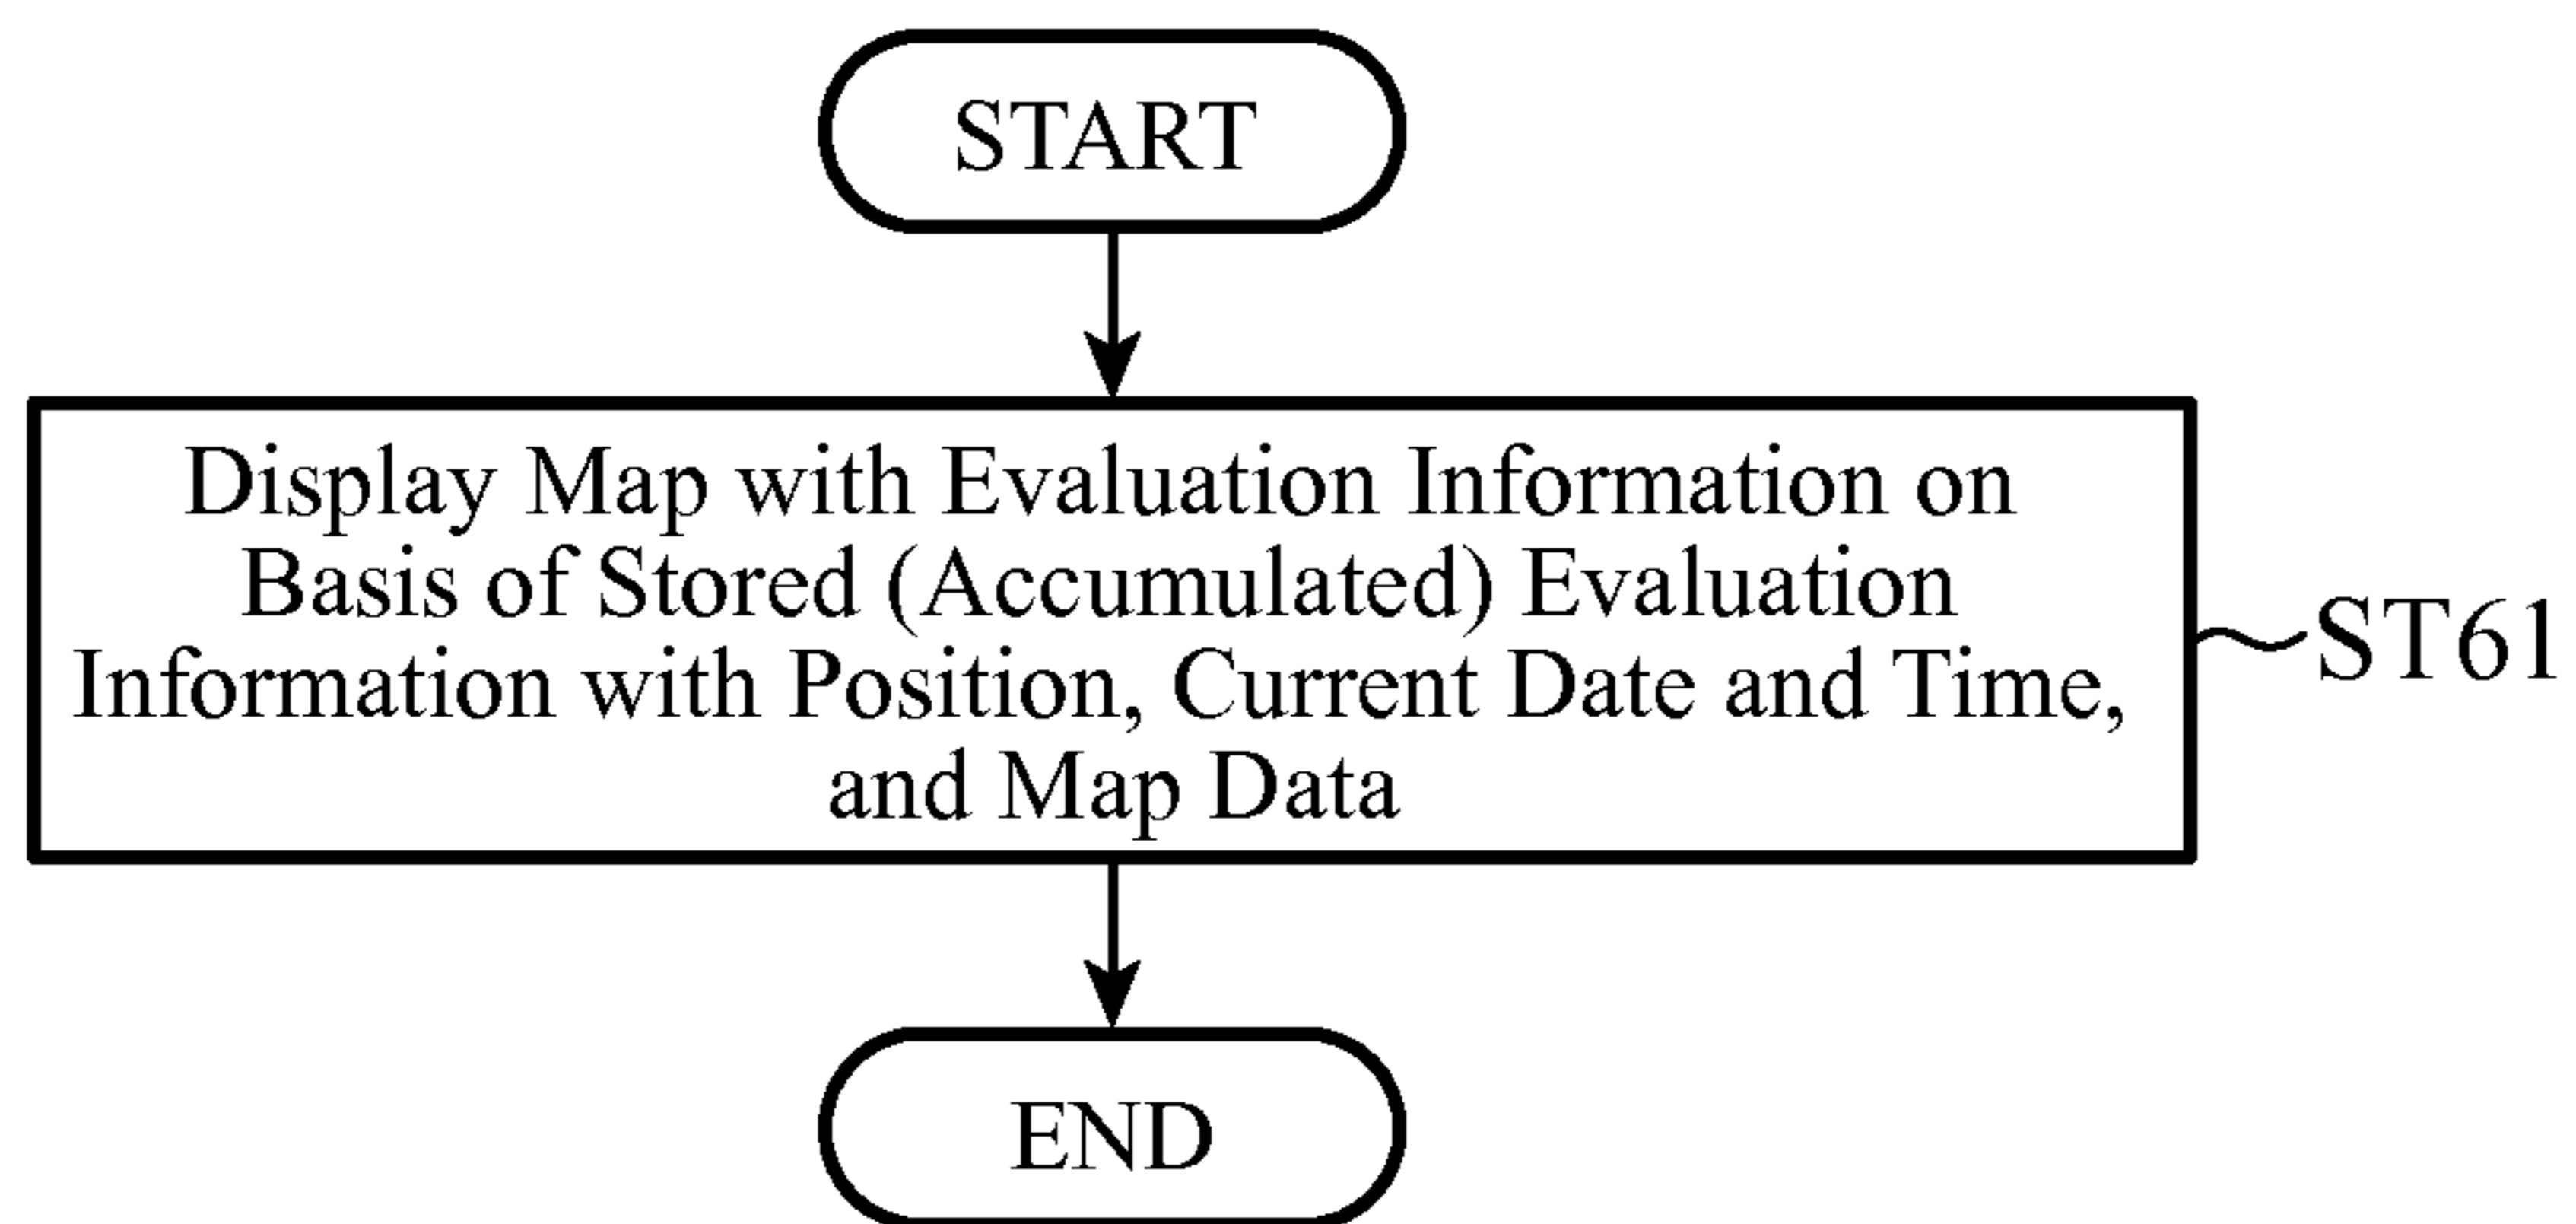 START
Display Map with Evaluation Information on
Basis of Stored (Accumulated) Evaluation
Information with Position, Current Date and Time,
and Map Data
ST61
END